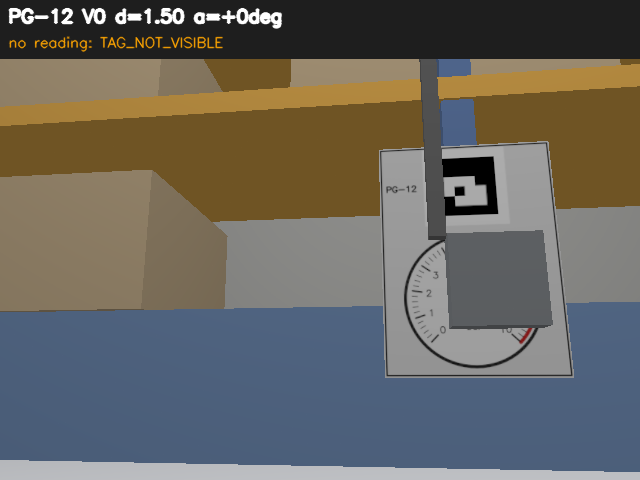 PG-12 V0 d=1.50 a=+0deg
no reading: TAG_NOT_VISIBLE
PG-12
3
2
1
0
10